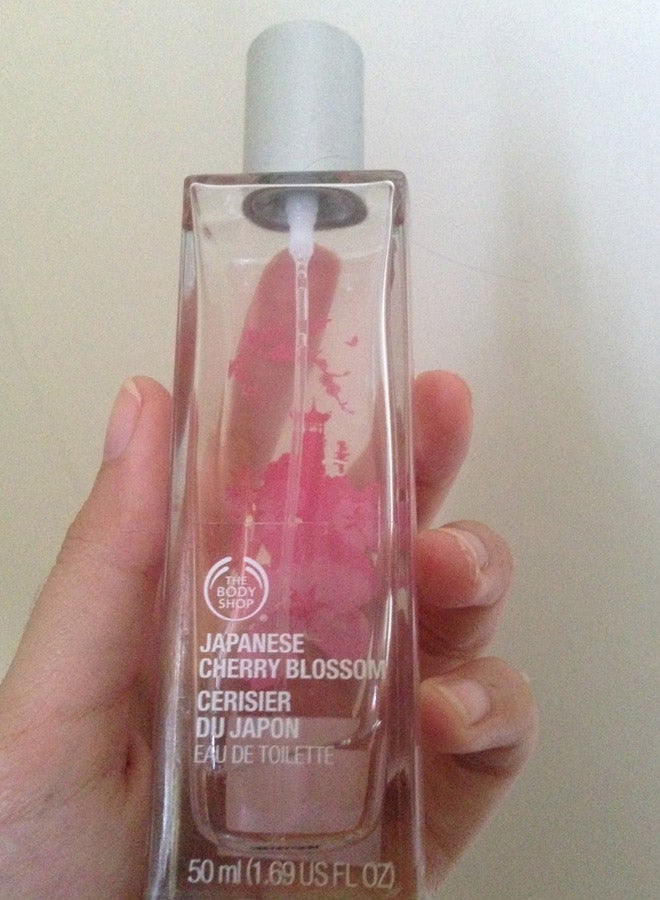 THE
BODY
SHOP
JAPANESE
CHERRY BLOSSOM
CERISIER
DU JAPON
EAU DE TOILETTE
50 ml (1.69 US FL OZ)